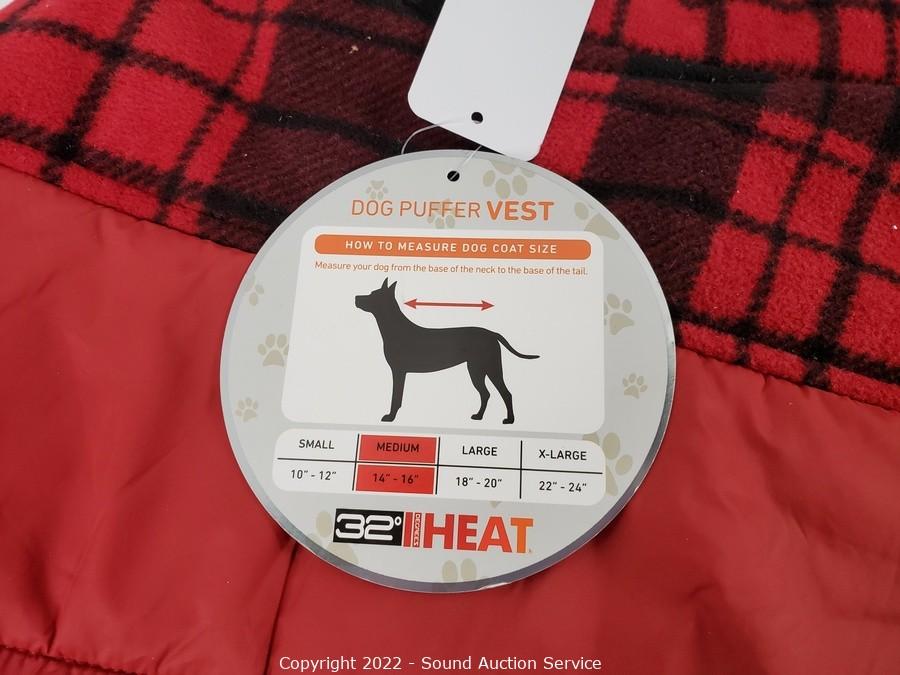 DOG PUFFER VEST
HOW TO MEASURE DOG COAT SIZE
Measure your dog from the base of the neck to the base of the tail.
SMALL MEDIUM LARGE X-LARGE
10" - 12" 14" - 16" 18" - 20" 22" - 24"
32° DEGREES HEAT
Copyright 2022 - Sound Auction Service